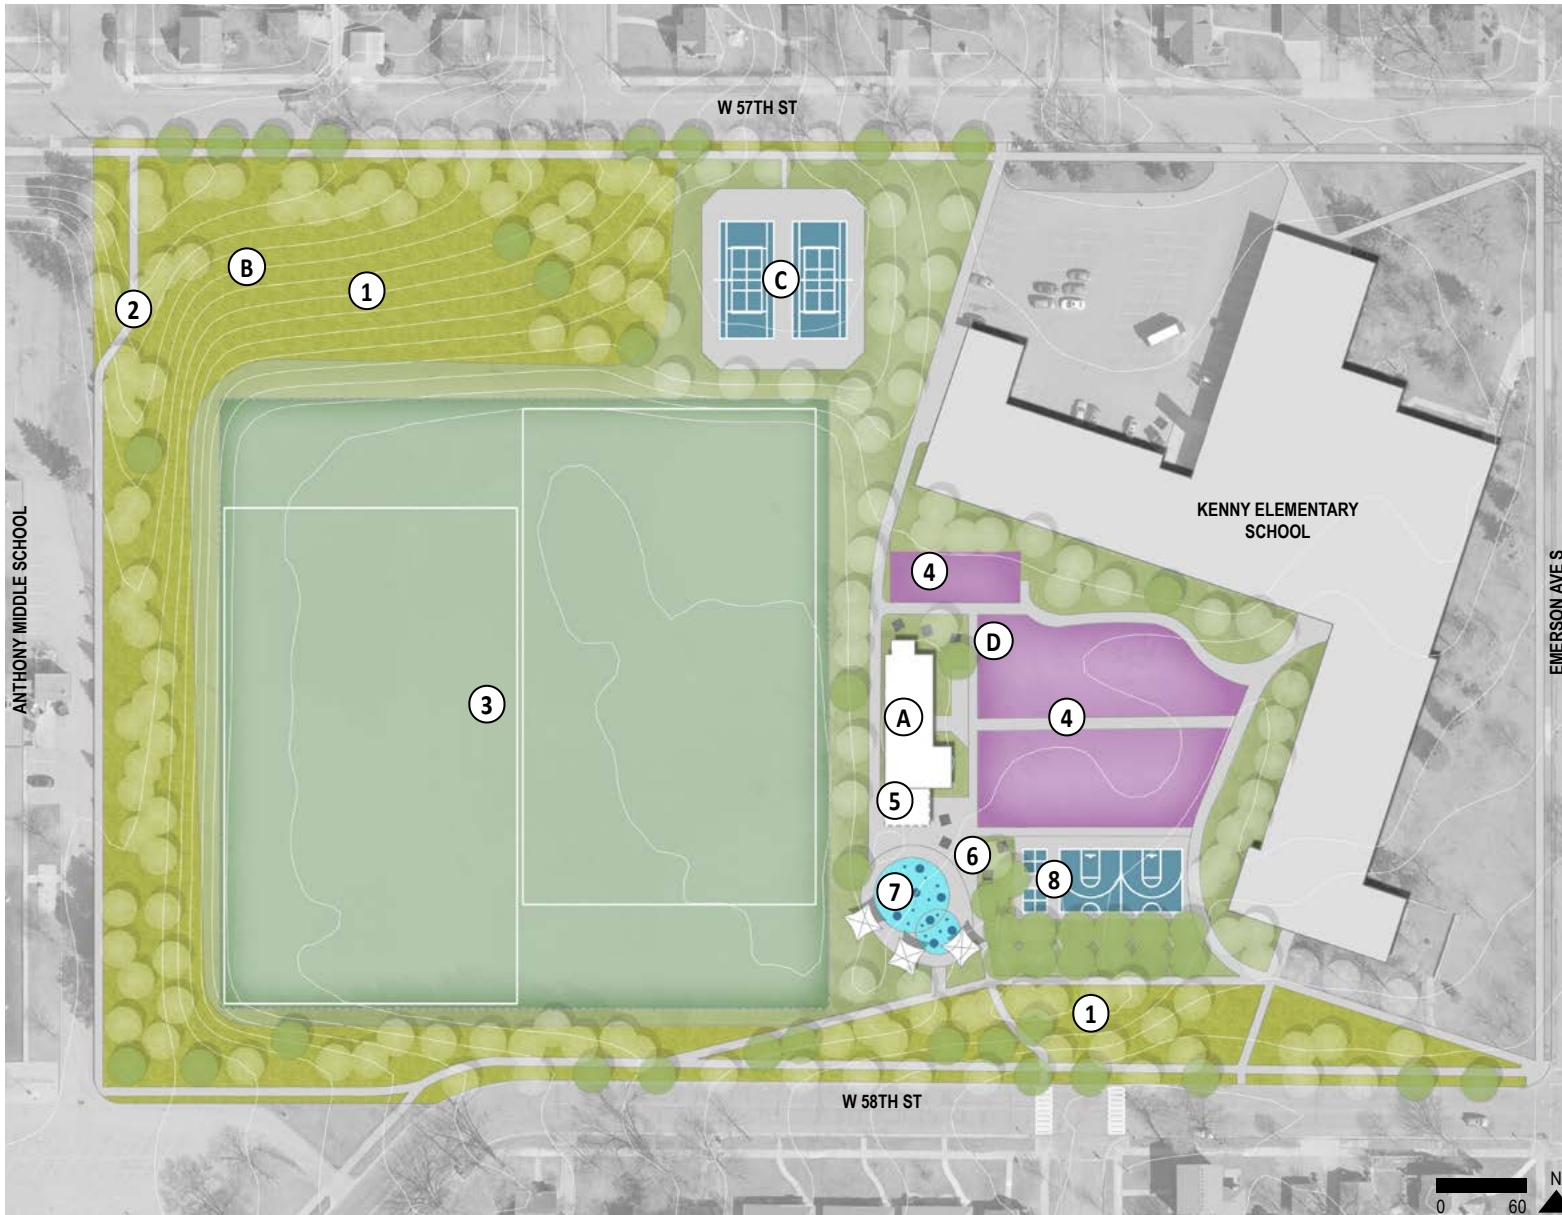 W 57TH ST
B
1
C
2
KENNY ELEMENTARY
SCHOOL
ANTHONY MIDDLE SCHOOL
EMERSON AVE S
4
D
3
A
4
5
6
7
8
1
W 58TH ST
N
0 60